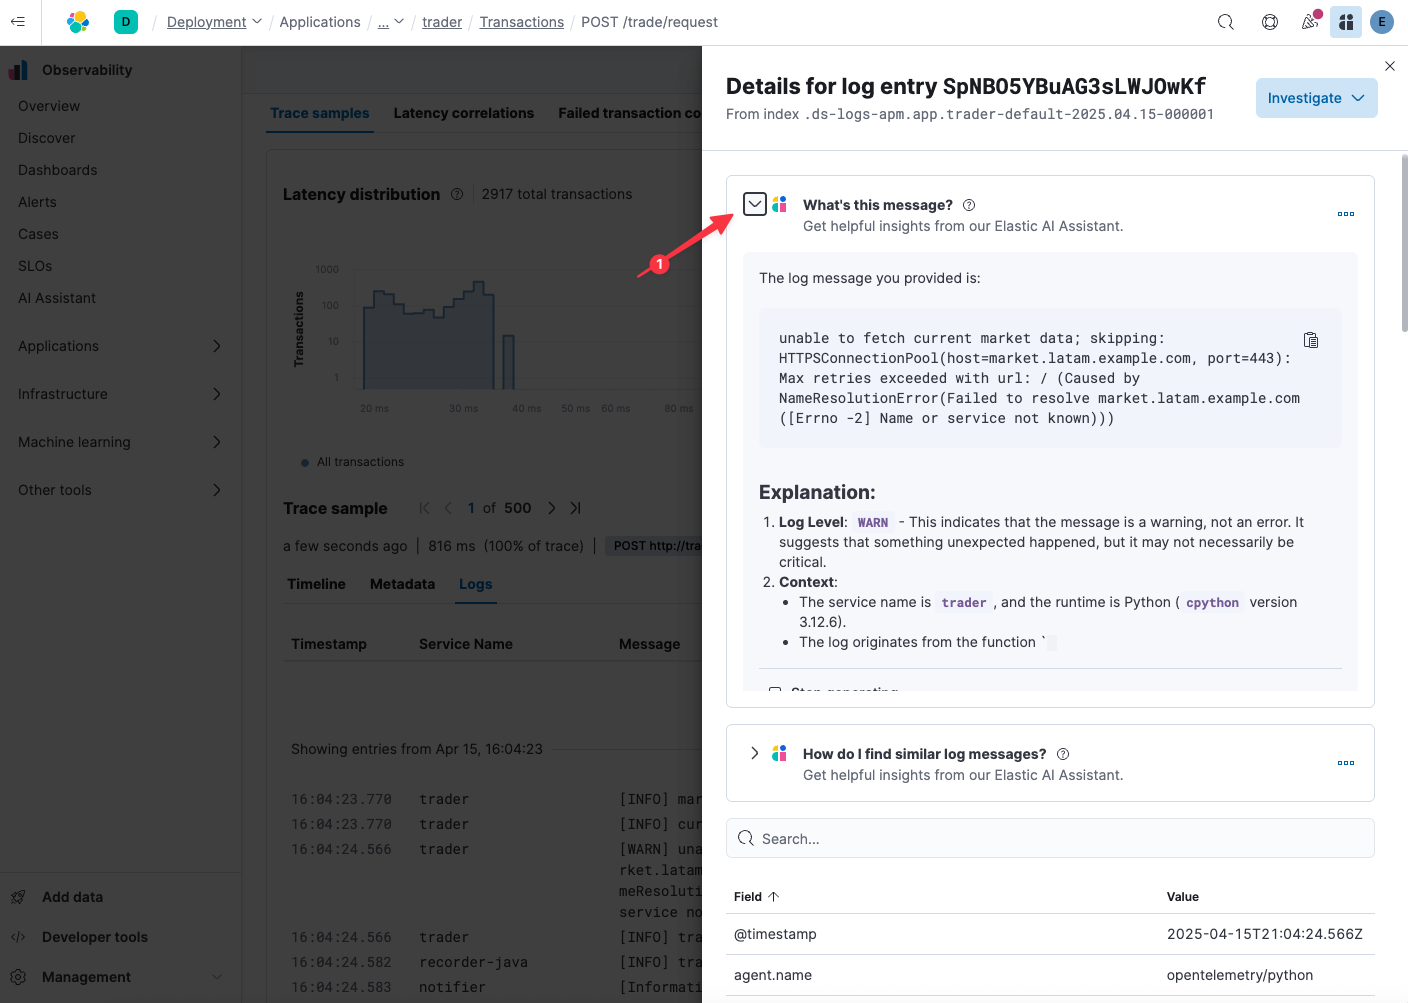 D / Deployment / Applications / ... / trader / Transactions / POST /trade/request
E
Observability
Overview
Discover
Dashboards
Alerts
Cases
SLOs
AI Assistant
Applications
Infrastructure
Machine learning
Other tools
Add data
Developer tools
Management
Trace samples Latency correlations Failed transaction co
Latency distribution 2917 total transactions
Transactions
1000
100
10
1
20 ms 30 ms 40 ms 50 ms 60 ms 80 ms
All transactions
Trace sample 1 of 500
a few seconds ago | 816 ms (100% of trace) | POST http://tra
Timeline Metadata Logs
Timestamp Service Name Message
Showing entries from Apr 15, 16:04:23
16:04:23.770 trader [INFO] mar
16:04:23.770 trader [INFO] cur
16:04:24.566 trader [WARN] una
rket.latam
meResoluti
service no
16:04:24.566 trader [INFO] tra
16:04:24.582 recorder-java [INFO] tra
16:04:24.583 notifier [Informati
Details for log entry SpNBO5YBuAG3sLWJOwKf
From index .ds-logs-apm.app.trader-default-2025.04.15-000001
Investigate
1
What's this message?
Get helpful insights from our Elastic AI Assistant.
The log message you provided is:
unable to fetch current market data; skipping:
HTTPSConnectionPool(host=market.latam.example.com, port=443):
Max retries exceeded with url: / (Caused by
NameResolutionError(Failed to resolve market.latam.example.com
([Errno -2] Name or service not known)))
Explanation:
1. Log Level: WARN - This indicates that the message is a warning, not an error. It
suggests that something unexpected happened, but it may not necessarily be
critical.
2. Context:
• The service name is trader, and the runtime is Python ( cpython version
3.12.6).
• The log originates from the function `
Stop generating
How do I find similar log messages?
Get helpful insights from our Elastic AI Assistant.
Search...
Field Value
@timestamp 2025-04-15T21:04:24.566Z
agent.name opentelemetry/python